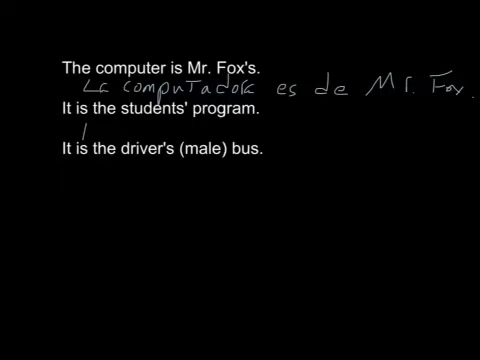 The computer is Mr. Fox's.
La computadora es de Mr. Fox.
It is the students' program.
It is the driver's (male) bus.